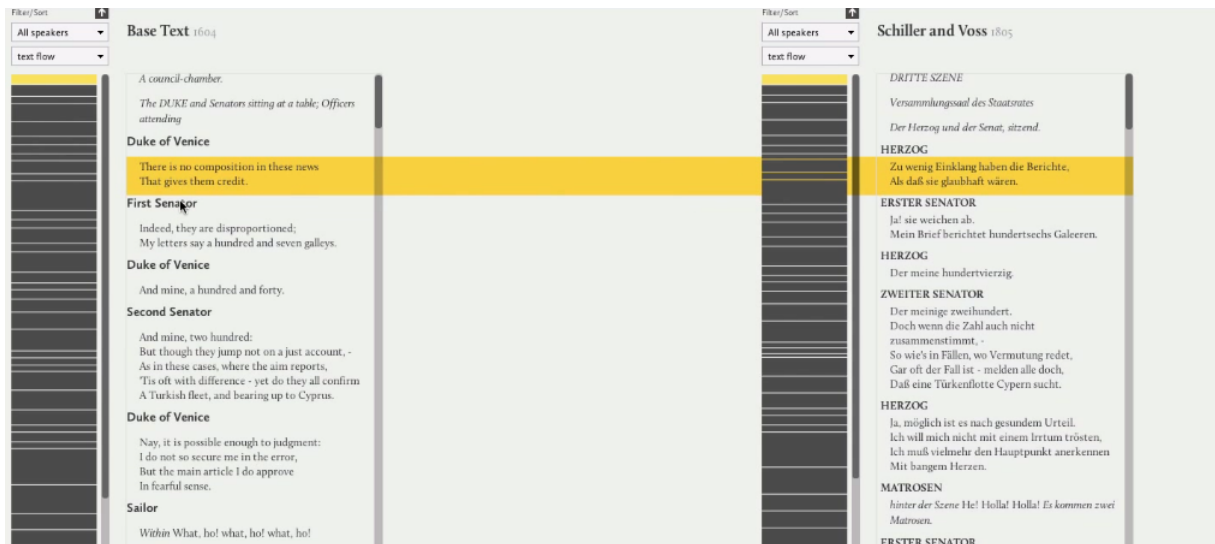 Filter/Sort
All speakers
text flow
Base Text 1604
A council-chamber.
The DUKE and Senators sitting at a table; Officers
attending
Duke of Venice
There is no composition in these news
That gives them credit.
First Senator
Indeed, they are disproportioned;
My letters say a hundred and seven galleys.
Duke of Venice
And mine, a hundred and forty.
Second Senator
And mine, two hundred:
But though they jump not on a just account, -
As in these cases, where the aim reports,
'Tis oft with difference - yet do they all confirm
A Turkish fleet, and bearing up to Cyprus.
Duke of Venice
Nay, it is possible enough to judgment:
I do not so secure me in the error,
But the main article I do approve
In fearful sense.
Sailor
Within What, ho! what, ho! what, ho!
Filter/Sort
All speakers
text flow
Schiller and Voss 1805
DRITTE SZENE
Versammlungssaal des Staatsrates
Der Herzog und der Senat, sitzend.
HERZOG
Zu wenig Einklang haben die Berichte,
Als daß sie glaubhaft wären.
ERSTER SENATOR
Ja! sie weichen ab.
Mein Brief berichtet hundertsechs Galeeren.
HERZOG
Der meine hundertvierzig.
ZWEITER SENATOR
Der meinige zweihundert.
Doch wenn die Zahl auch nicht
zusammenstimmt, -
So wie's in Fällen, wo Vermutung redet,
Gar oft der Fall ist - melden alle doch,
Daß eine Türkenflotte Cypern sucht.
HERZOG
Ja, möglich ist es nach gesundem Urteil.
Ich will mich nicht mit einem Irrtum trösten,
Ich muß vielmehr den Hauptpunkt anerkennen
Mit bangem Herzen.
MATROSEN
hinter der Szene He! Holla! Holla! Es kommen zwei
Matrosen.
ERSTER SENATOR